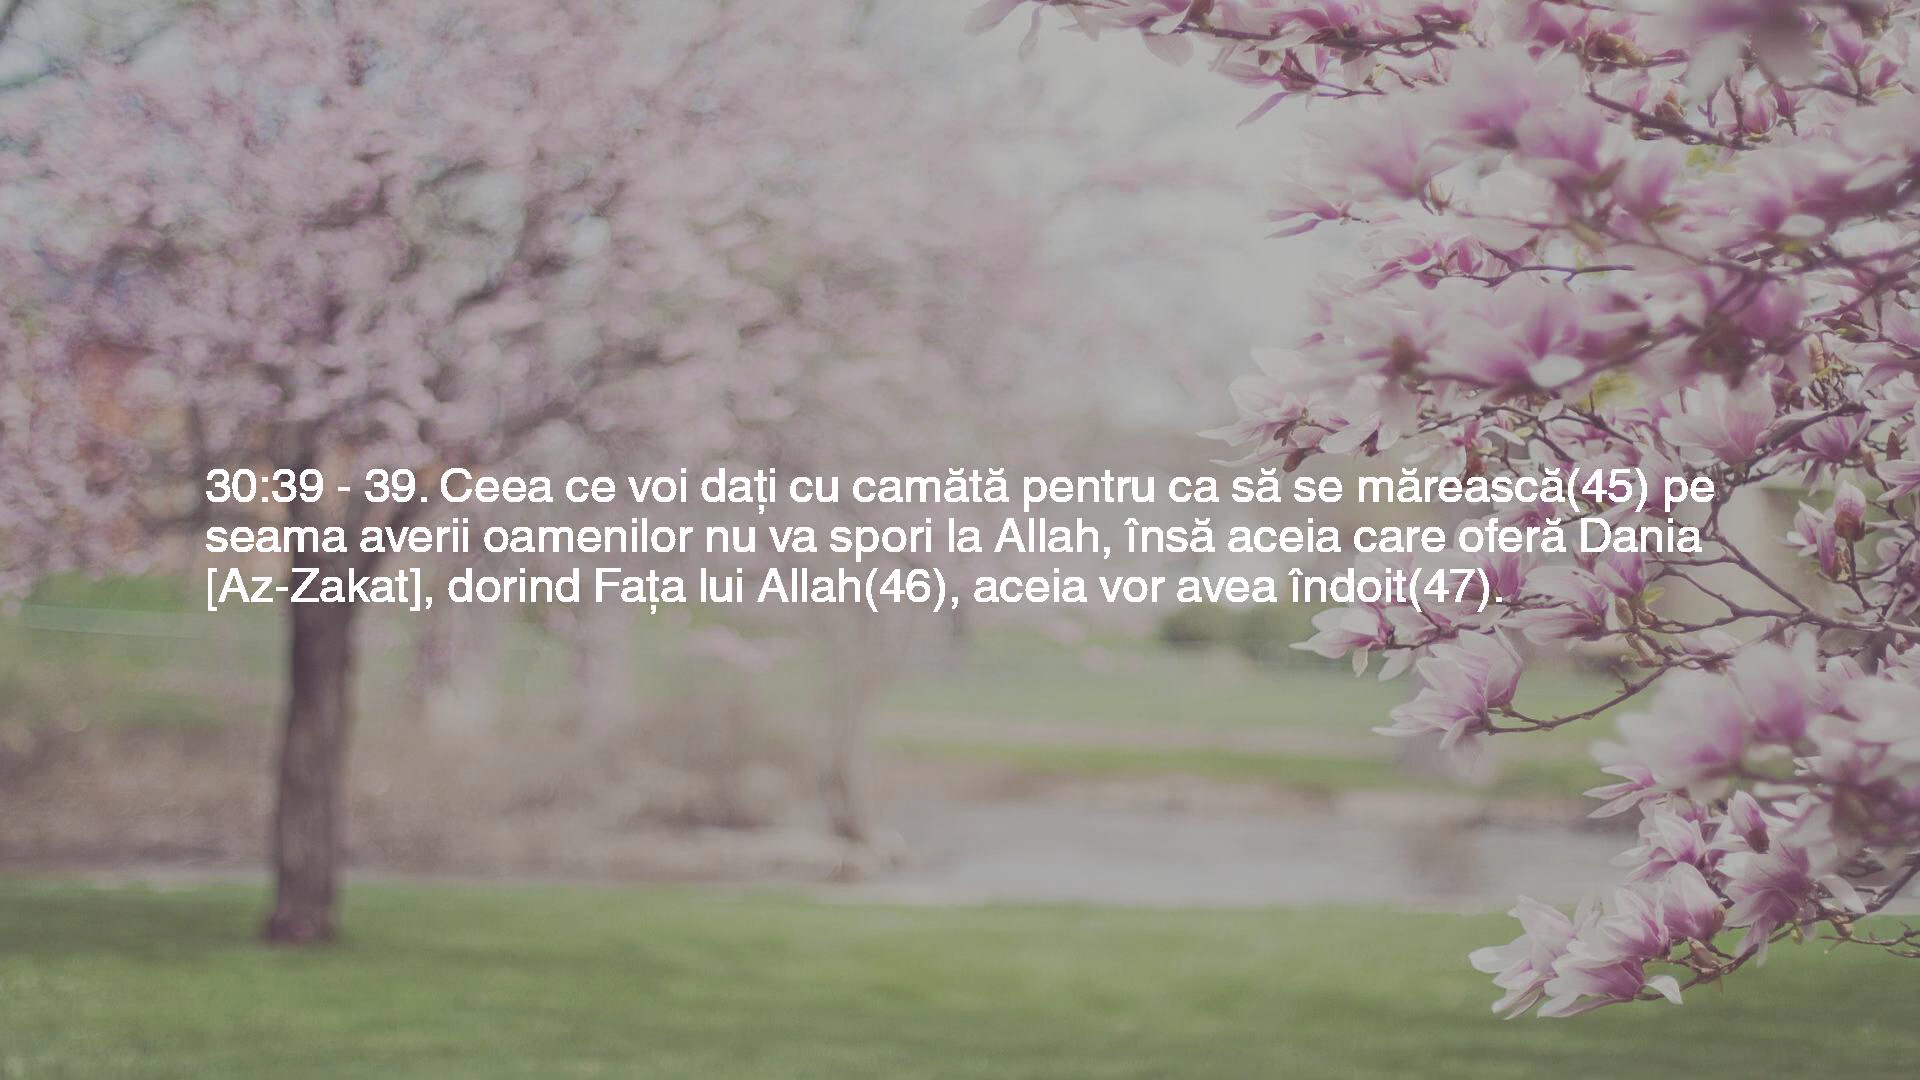 30:39 - 39. Ceea ce voi dați cu camătă pentru ca să se mărească(45) pe
seama averii oamenilor nu va spori la Allah, însă aceia care oferă Dania
[Az-Zakat], dorind Fața lui Allah(46), aceia vor avea îndoit(47).